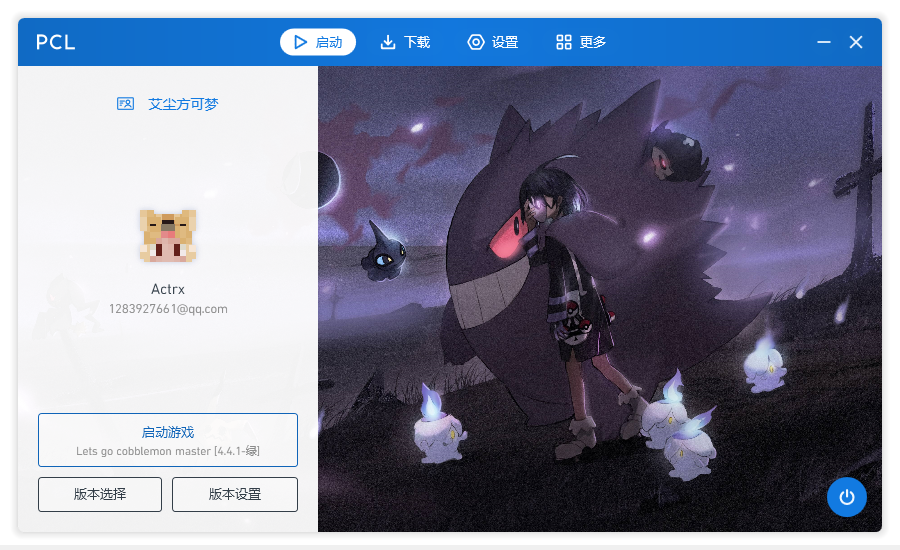 PCL
启动
下载
设置
更多
艾尘方可梦
Actrx
1283927661@qq.com
启动游戏
Lets go cobblemon master [4.4.1-绿]
版本选择
版本设置